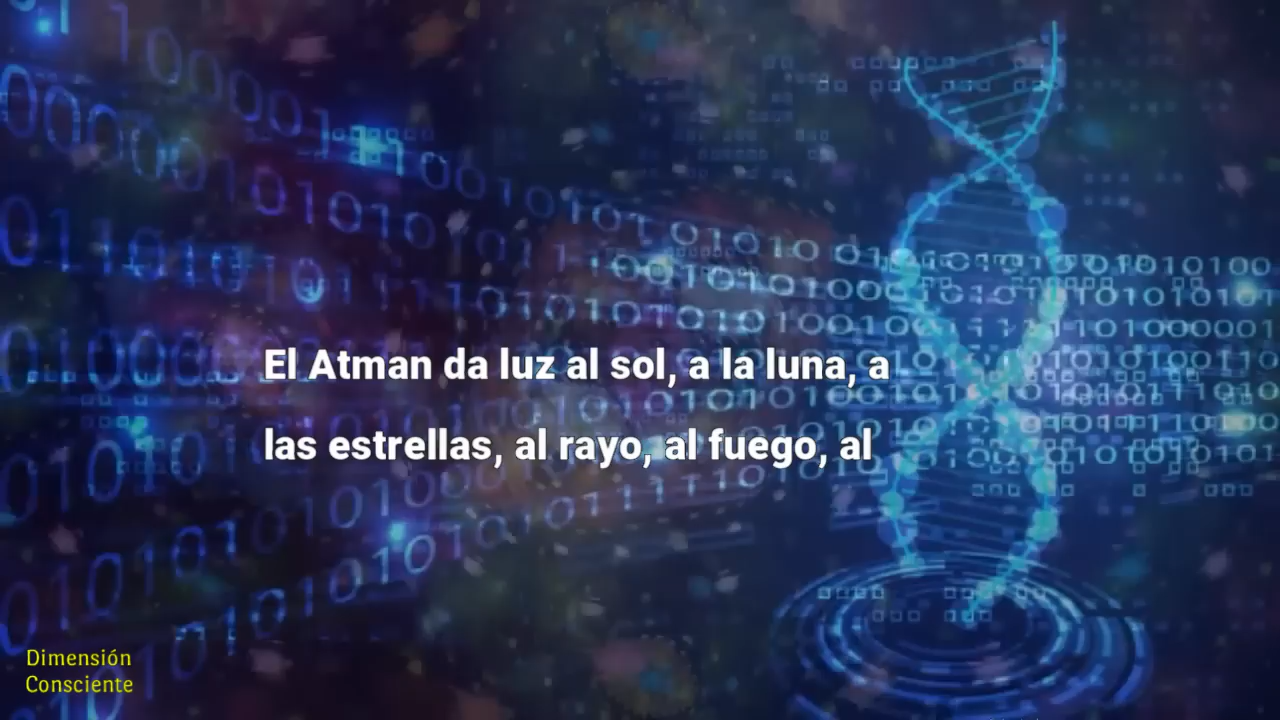 El Atman da luz al sol, a la luna, a
las estrellas, al rayo, al fuego, al
Dimensión
Consciente